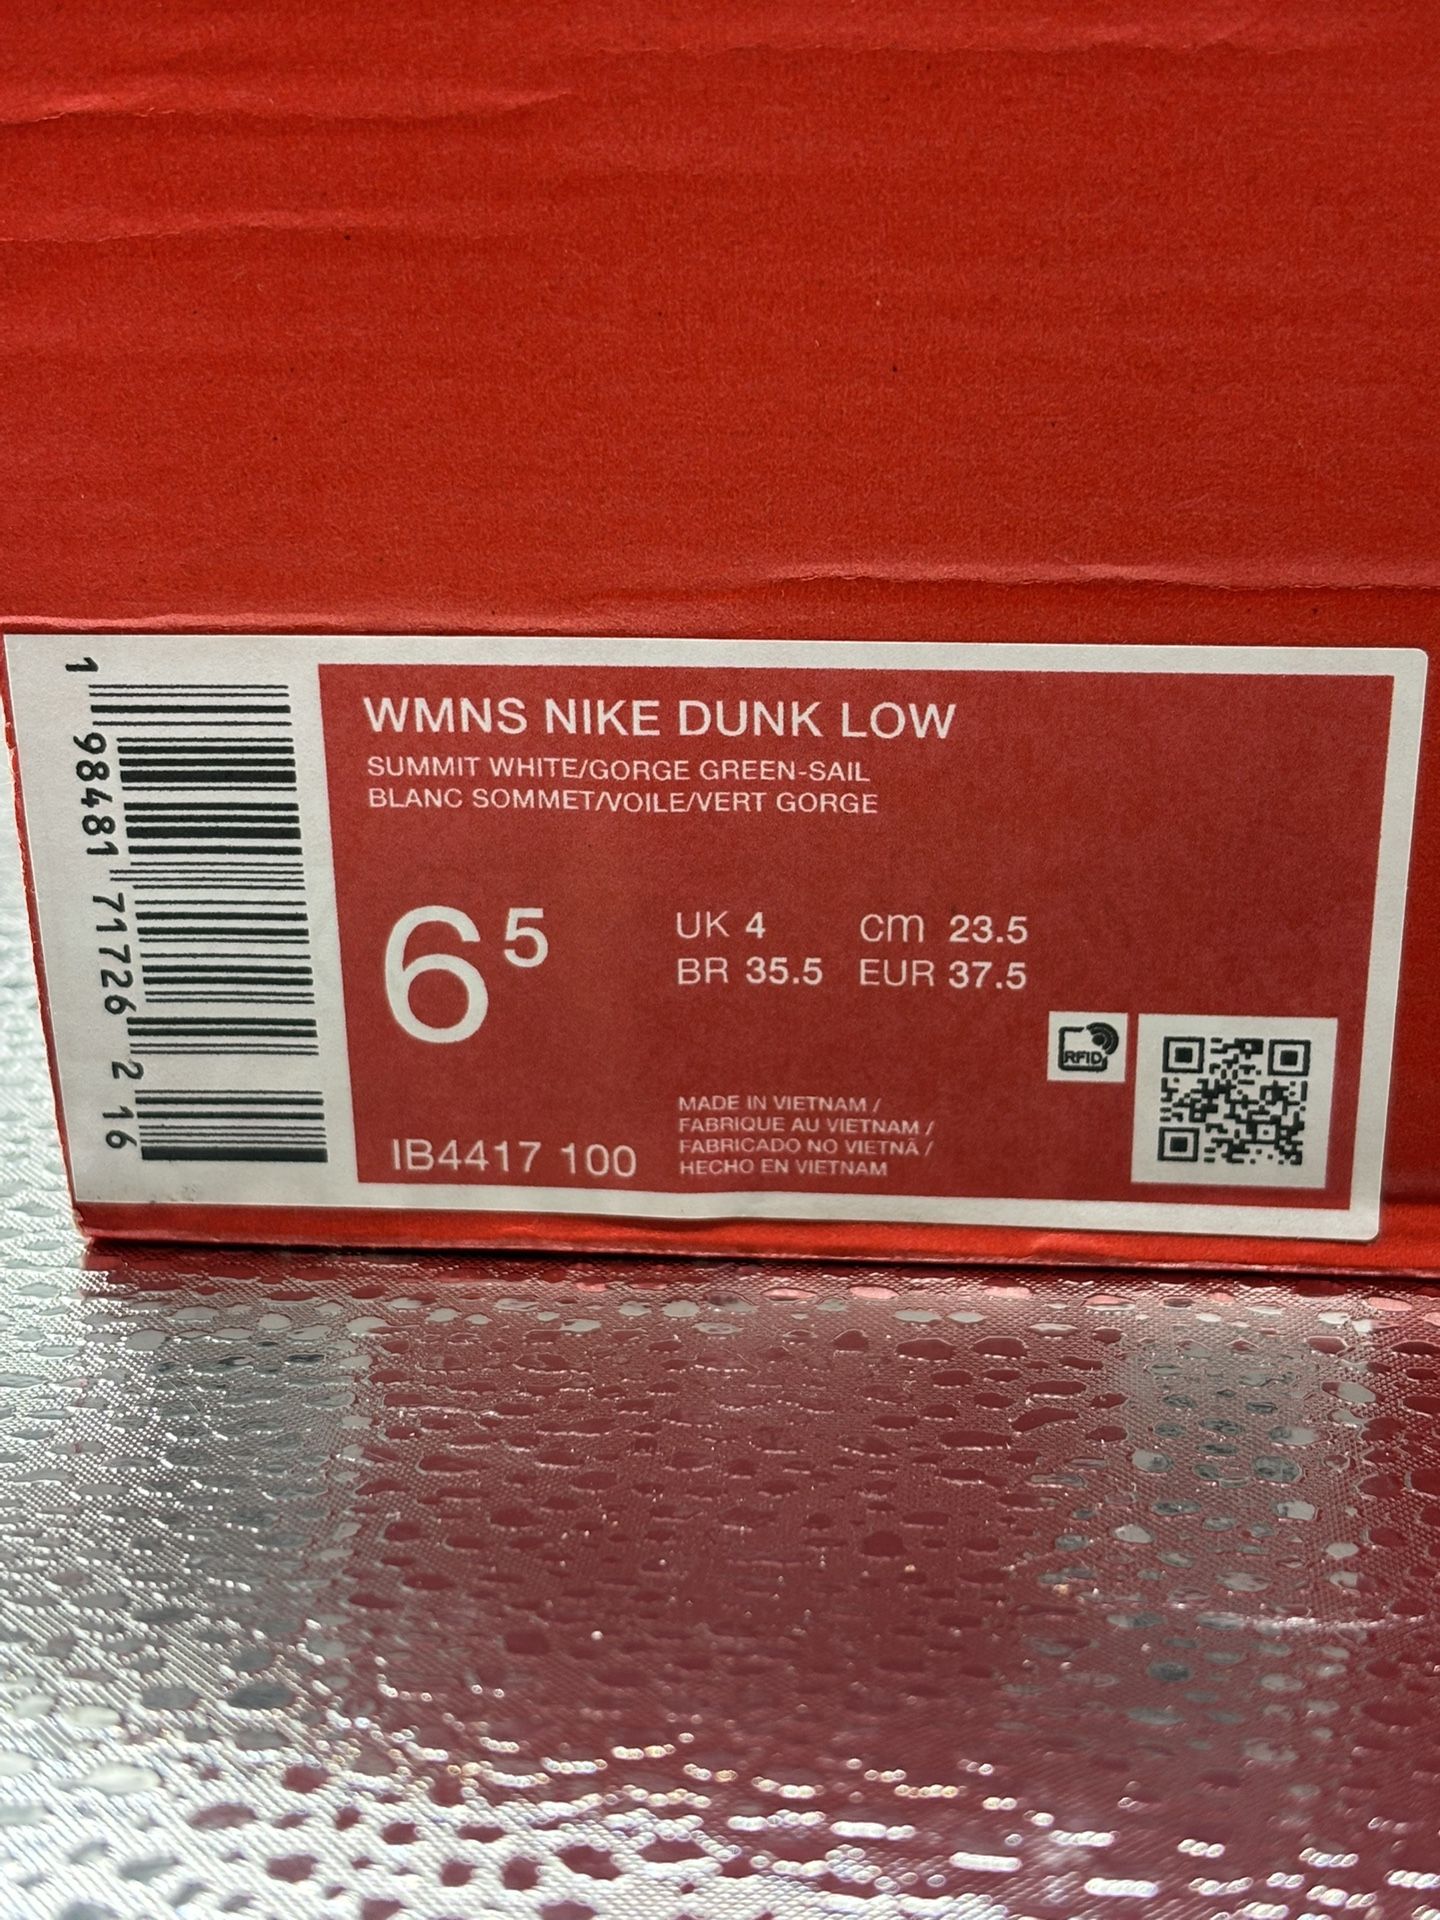 WMNS NIKE DUNK LOW
SUMMIT WHITE/GORGE GREEN-SAIL
BLANC SOMMET/VOILE/VERT GORGE
6 5
UK 4 cm 23.5
BR 35.5 EUR 37.5
RFID
MADE IN VIETNAM /
FABRIQUE AU VIETNAM /
FABRICADO NO VIETNÃ /
HECHO EN VIETNAM
IB4417 100
1 98481 71726 2 16